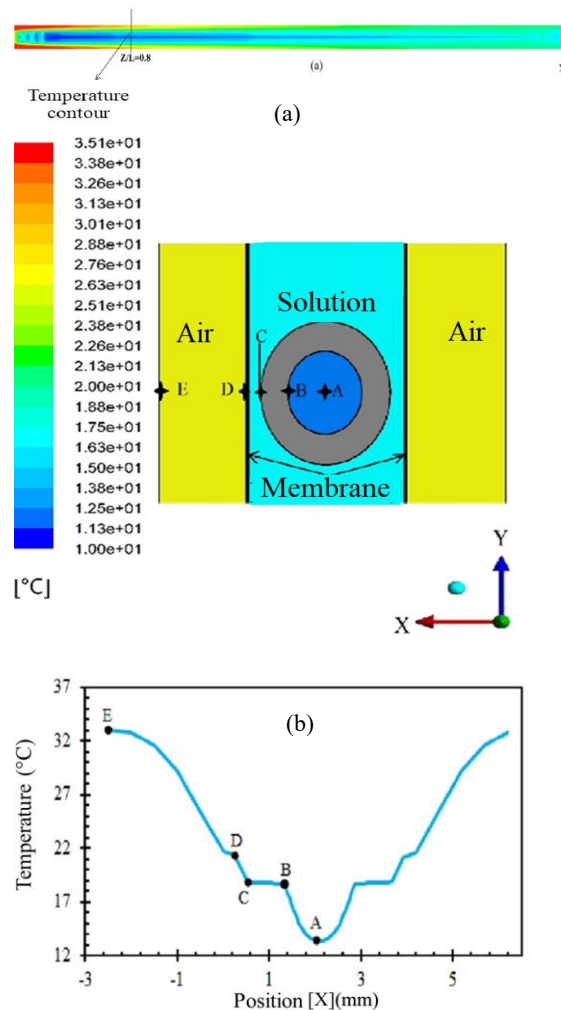 Z/L=0.8
(a)
Temperature
contour
(a)
3.51e+01
3.38e+01
3.26e+01
3.13e+01
3.01e+01
2.88e+01
2.76e+01
2.63e+01
2.51e+01
2.38e+01
2.26e+01
2.13e+01
2.00e+01
1.88e+01
1.75e+01
1.63e+01
1.50e+01
1.38e+01
1.25e+01
1.13e+01
1.00e+01
[°C]
Solution
Air
Air
C
E
D
B
A
Membrane
Y
X
(b)
37
32
27
22
17
12
Temperature (°C)
E
D
C
B
A
-3
-1
1
3
5
Position [X](mm)